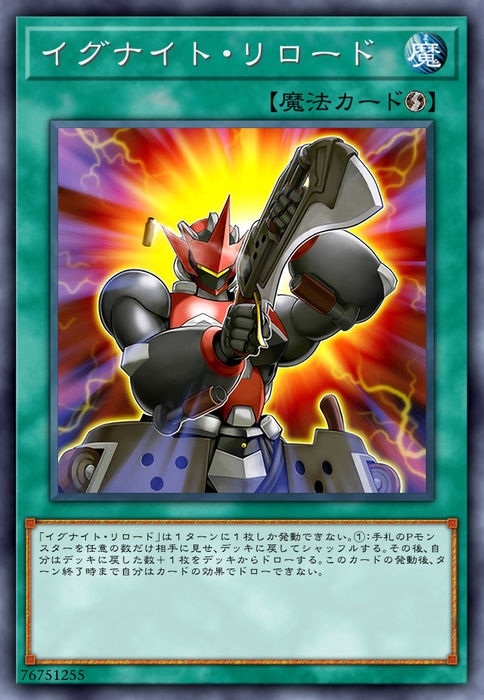 イグナイト・リロード
魔
【魔法カード】
「イグナイト・リロード」は1ターンに1枚しか発動できない。①:手札のPモン
スターを任意の数だけ相手に見せ、デッキに戻してシャッフルする。その後、自
分はデッキに戻した数+1枚をデッキからドローする。このカードの発動後、タ
ーン終了時まで自分はカードの効果でドローできない。
76751255